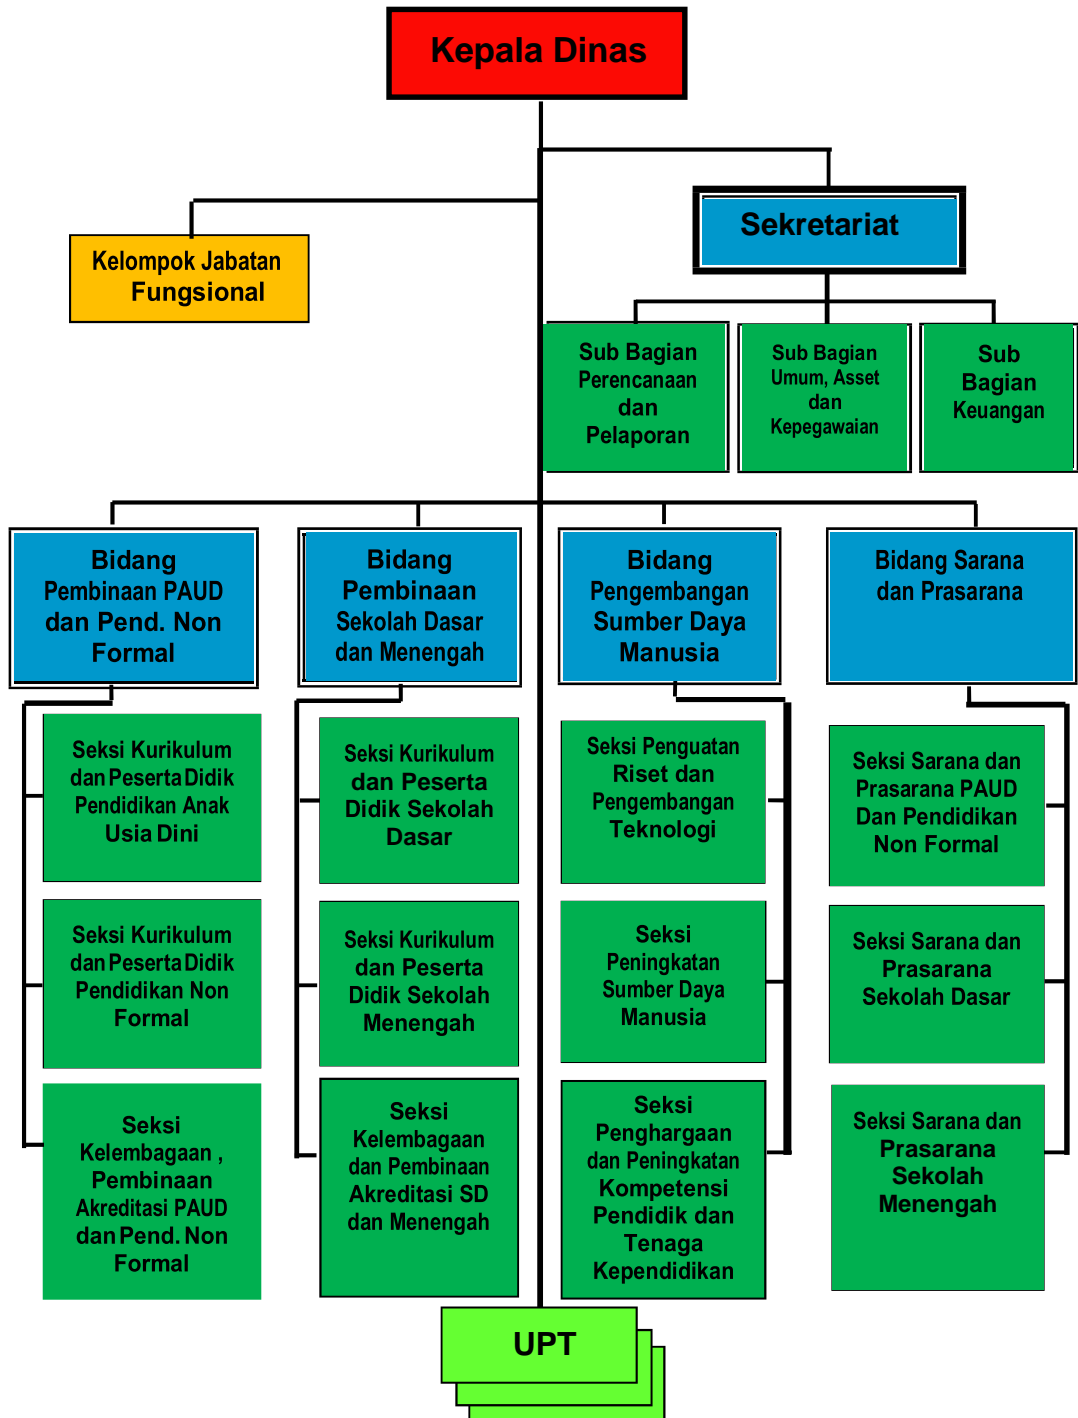 Kepala Dinas
Sekretariat
Kelompok Jabatan
Fungsional
Sub Bagian
Perencanaan
dan
Pelaporan
Sub Bagian
Umum, Asset
dan
Kepegawaian
Sub
Bagian
Keuangan
Bidang
Pembinaan PAUD
dan Pend. Non
Formal
Bidang
Pembinaan
Sekolah Dasar
dan Menengah
Bidang
Pengembangan
Sumber Daya
Manusia
Bidang Sarana
dan Prasarana
Seksi Kurikulum
dan Peserta Didik
Pendidikan Anak
Usia Dini
Seksi Kurikulum
dan Peserta
Didik Sekolah
Dasar
Seksi Penguatan
Riset dan
Pengembangan
Teknologi
Seksi Sarana dan
Prasarana PAUD
Dan Pendidikan
Non Formal
Seksi Kurikulum
dan Peserta Didik
Pendidikan Non
Formal
Seksi Kurikulum
dan Peserta
Didik Sekolah
Menengah
Seksi
Peningkatan
Sumber Daya
Manusia
Seksi Sarana dan
Prasarana
Sekolah Dasar
Seksi
Kelembagaan ,
Pembinaan
Akreditasi PAUD
dan Pend. Non
Formal
Seksi
Kelembagaan
dan Pembinaan
Akreditasi SD
dan Menengah
Seksi
Penghargaan
dan Peningkatan
Kompetensi
Pendidik dan
Tenaga
Kependidikan
Seksi Sarana dan
Prasarana
Sekolah
Menengah
UPT